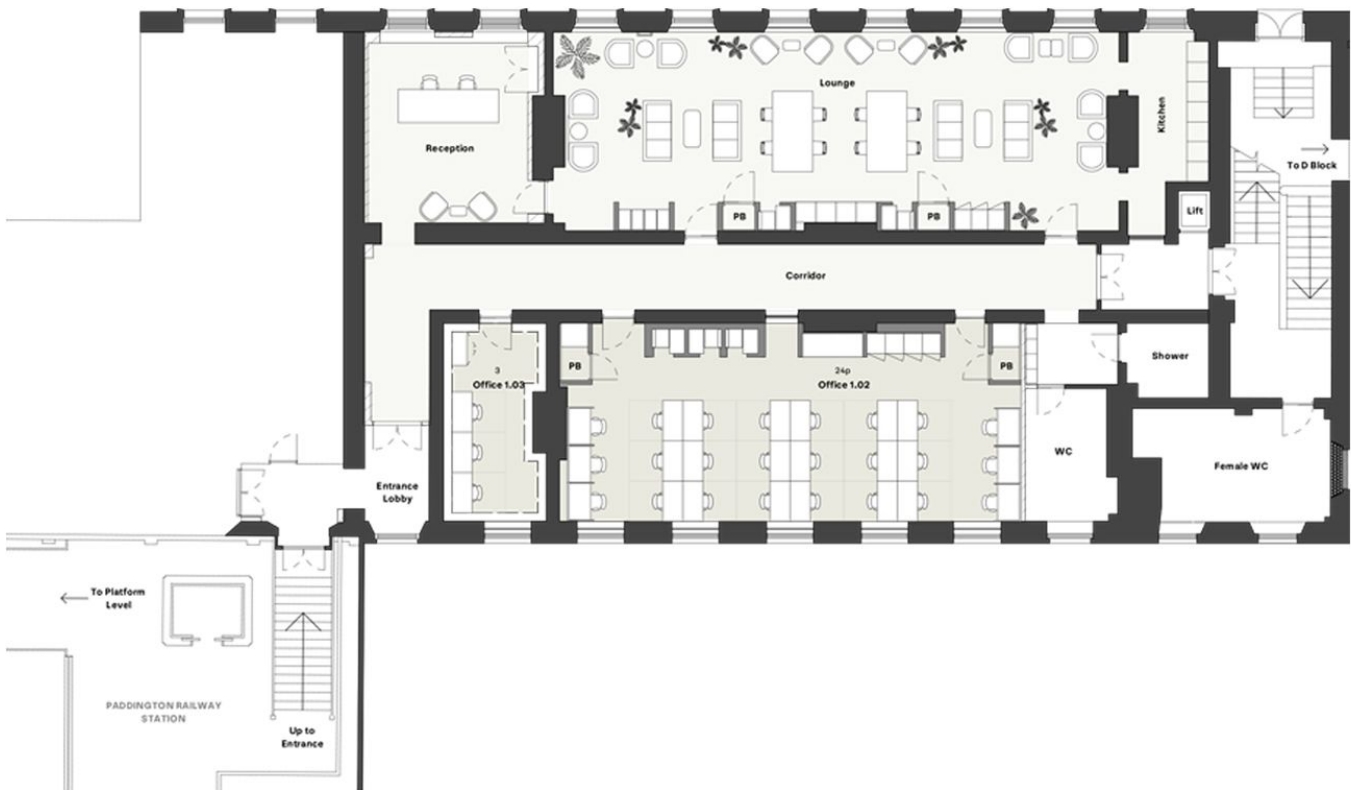 Lounge
Kitchen
Reception
To D Block
PB
PB
Lift
Corridor
3
Office 1.03
PB
24p
Office 1.02
PB
Shower
WC
Female WC
Entrance
Lobby
To Platform
Level
PADDINGTON RAILWAY
STATION
Up to
Entrance